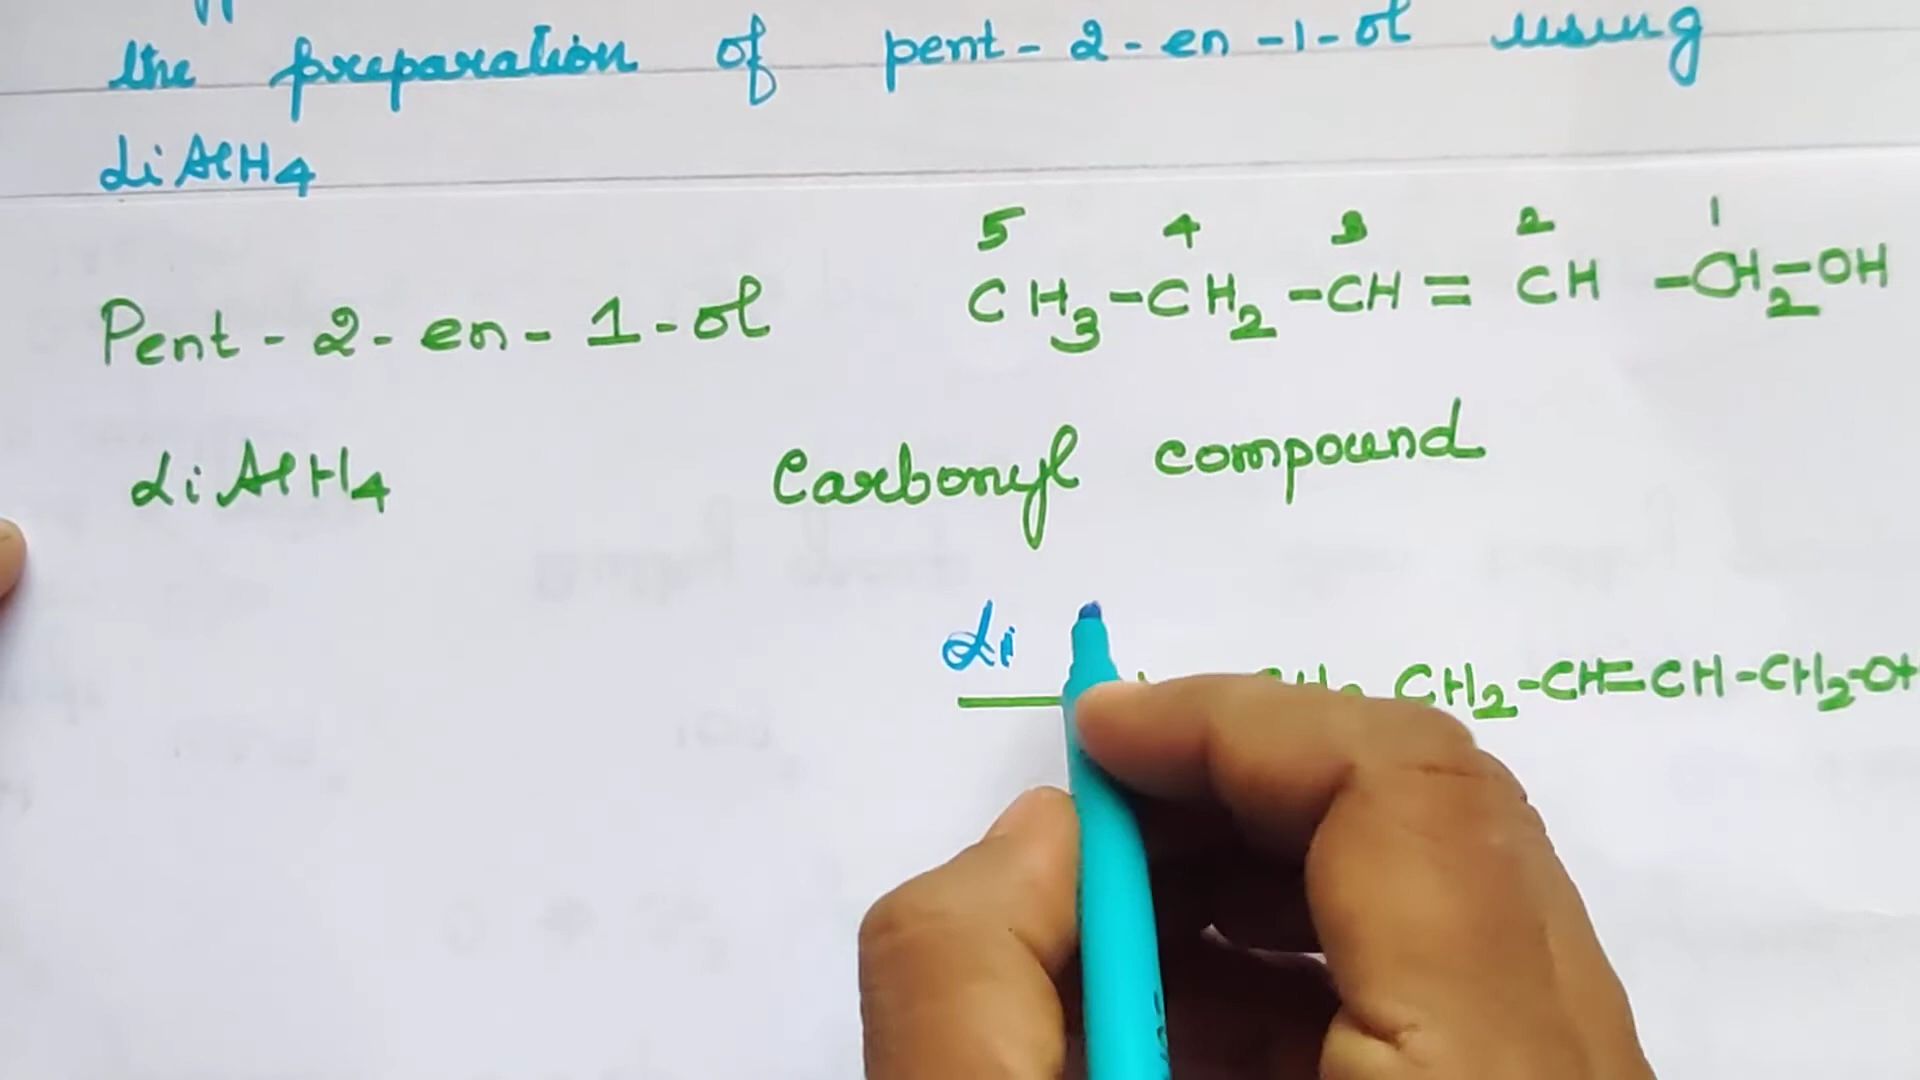 the preparation of pent-2-en-1-ol using
LiAlH4
5 4 3 2 1
Pent-2-en-1-ol CH3-CH2-CH=CH-CH2-OH
LiAlH4 Carbonyl compound
Li
CH2-CH=CH-CH2-OH